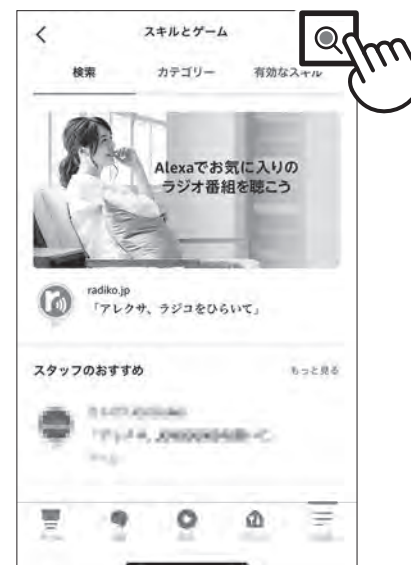 スキルとゲーム
検索 カテゴリー 有効なスキル
Alexaでお気に入りの
ラジオ番組を聴こう
radiko.jp
「アレクサ、ラジコをひらいて」
スタッフのおすすめ もっと見る